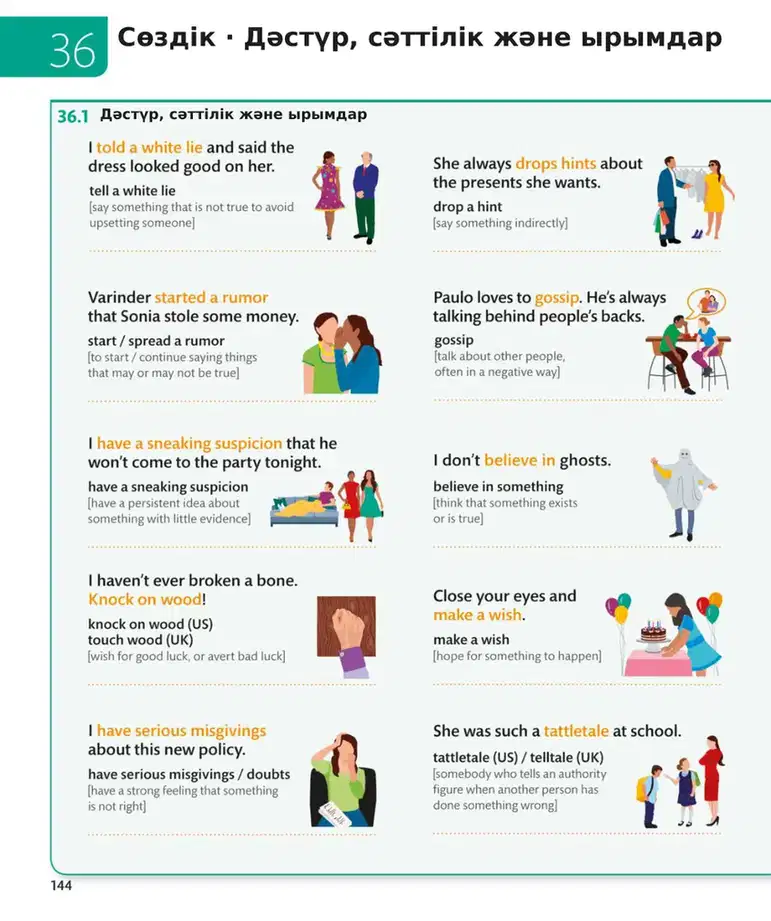 36
Сөздік · Дәстүр, сәттілік және ырымдар
36.1 Дәстүр, сәттілік және ырымдар
I told a white lie and said the
dress looked good on her.
tell a white lie
[say something that is not true to avoid
upsetting someone]
She always drops hints about
the presents she wants.
drop a hint
[say something indirectly]
Varinder started a rumor
that Sonia stole some money.
start / spread a rumor
[to start / continue saying things
that may or may not be true]
Paulo loves to gossip. He's always
talking behind people's backs.
gossip
[talk about other people,
often in a negative way]
I have a sneaking suspicion that he
won't come to the party tonight.
have a sneaking suspicion
[have a persistent idea about
something with little evidence]
I don't believe in ghosts.
believe in something
[think that something exists
or is true]
I haven't ever broken a bone.
Knock on wood!
knock on wood (US)
touch wood (UK)
[wish for good luck, or avert bad luck]
Close your eyes and
make a wish.
make a wish
[hope for something to happen]
I have serious misgivings
about this new policy.
have serious misgivings / doubts
[have a strong feeling that something
is not right]
She was such a tattletale at school.
tattletale (US) / telltale (UK)
[somebody who tells an authority
figure when another person has
done something wrong]
144